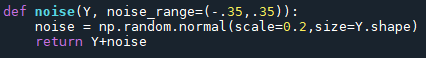 def noise(Y, noise_range=(-.35,.35)):
    noise = np.random.normal(scale=0.2,size=Y.shape)
    return Y+noise